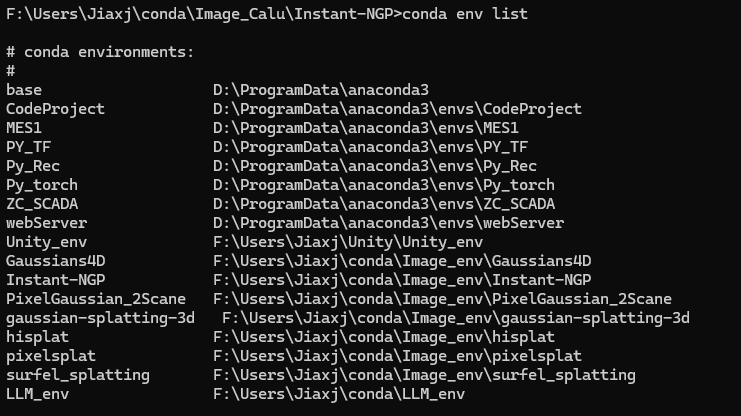 F:\Users\Jiaxj\conda\Image_Calu\Instant-NGP>conda env list
# conda environments:
#
base                     D:\ProgramData\anaconda3
CodeProject              D:\ProgramData\anaconda3\envs\CodeProject
MES1                     D:\ProgramData\anaconda3\envs\MES1
PY_TF                    D:\ProgramData\anaconda3\envs\PY_TF
Py_Rec                   D:\ProgramData\anaconda3\envs\Py_Rec
Py_torch                 D:\ProgramData\anaconda3\envs\Py_torch
ZC_SCADA                 D:\ProgramData\anaconda3\envs\ZC_SCADA
webServer                D:\ProgramData\anaconda3\envs\webServer
Unity_env                F:\Users\Jiaxj\Unity\Unity_env
Gaussians4D              F:\Users\Jiaxj\conda\Image_env\Gaussians4D
Instant-NGP              F:\Users\Jiaxj\conda\Image_env\Instant-NGP
PixelGaussian_2Scane     F:\Users\Jiaxj\conda\Image_env\PixelGaussian_2Scane
gaussian-splatting-3d     F:\Users\Jiaxj\conda\Image_env\gaussian-splatting-3d
hisplat                  F:\Users\Jiaxj\conda\Image_env\hisplat
pixelsplat               F:\Users\Jiaxj\conda\Image_env\pixelsplat
surfel_splatting         F:\Users\Jiaxj\conda\Image_env\surfel_splatting
LLM_env                  F:\Users\Jiaxj\conda\LLM_env